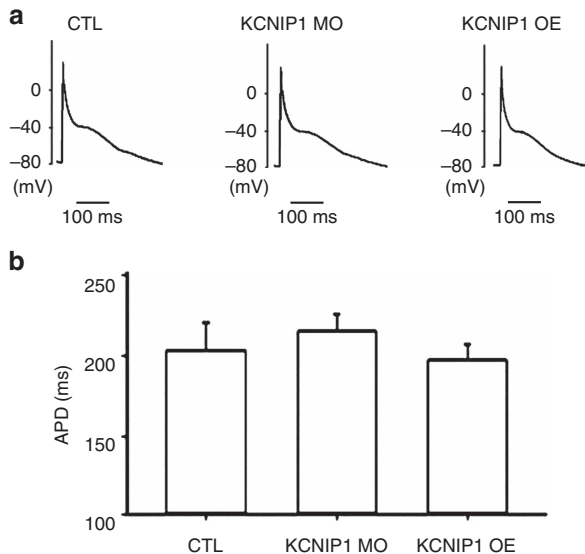 a
CTL KCNIP1 MO KCNIP1 OE
0 0 0
–40 –40 –40
–80 –80 –80
(mV) (mV) (mV)
100 ms 100 ms 100 ms
b
250
200
150
100
APD (ms)
CTL KCNIP1 MO KCNIP1 OE